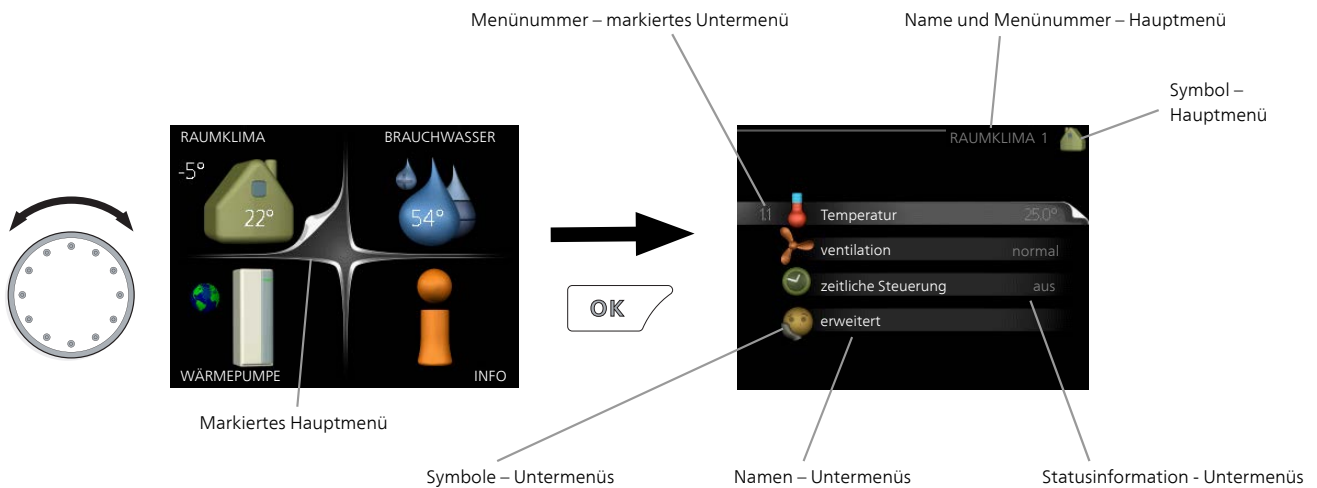 Menünummer – markiertes Untermenü
Name und Menünummer – Hauptmenü
Symbol –
Hauptmenü
RAUMKLIMA
BRAUCHWASSER
-5°
22°
54°
WÄRMEPUMPE
INFO
Markiertes Hauptmenü
OK
RAUMKLIMA 1
1.1 Temperatur 25.0°
ventilation normal
zeitliche Steuerung aus
erweitert
Symbole – Untermenüs
Namen – Untermenüs
Statusinformation - Untermenüs